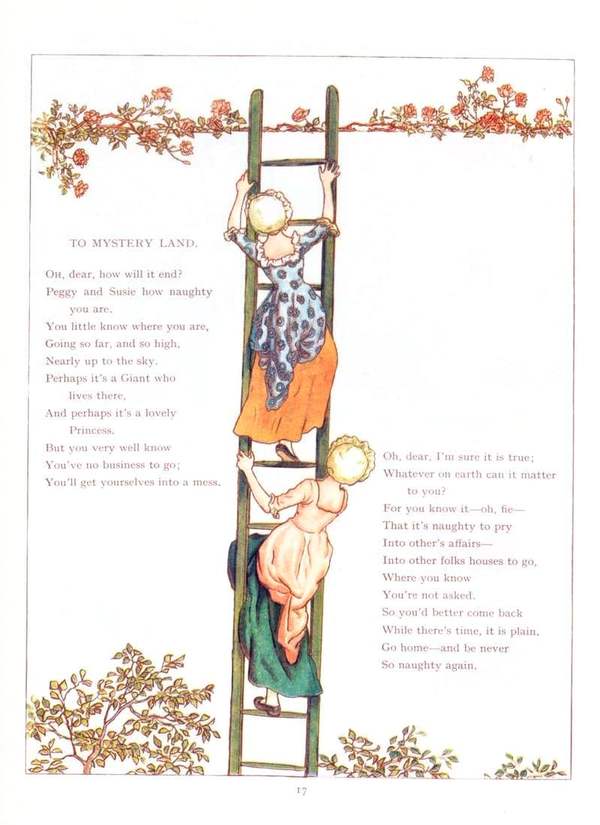 TO MYSTERY LAND.
OH, dear, how will it end?
Peggy and Susie how naughty
you are.
You little know where you are,
Going so far, and so high,
Nearly up to the sky.
Perhaps it's a Giant who
lives there,
And perhaps it's a lovely
Princess.
But you very well know
You've no business to go;
You'll get yourselves into a mess.
Oh, dear, I'm sure it is true;
Whatever on earth can it matter
to you?
For you know it—oh, fie—
That it's naughty to pry
Into other's affairs—
Into other folks houses to go,
Where you know
You're not asked.
So you'd better come back
While there's time, it is plain.
Go home—and be never
So naughty again.
17